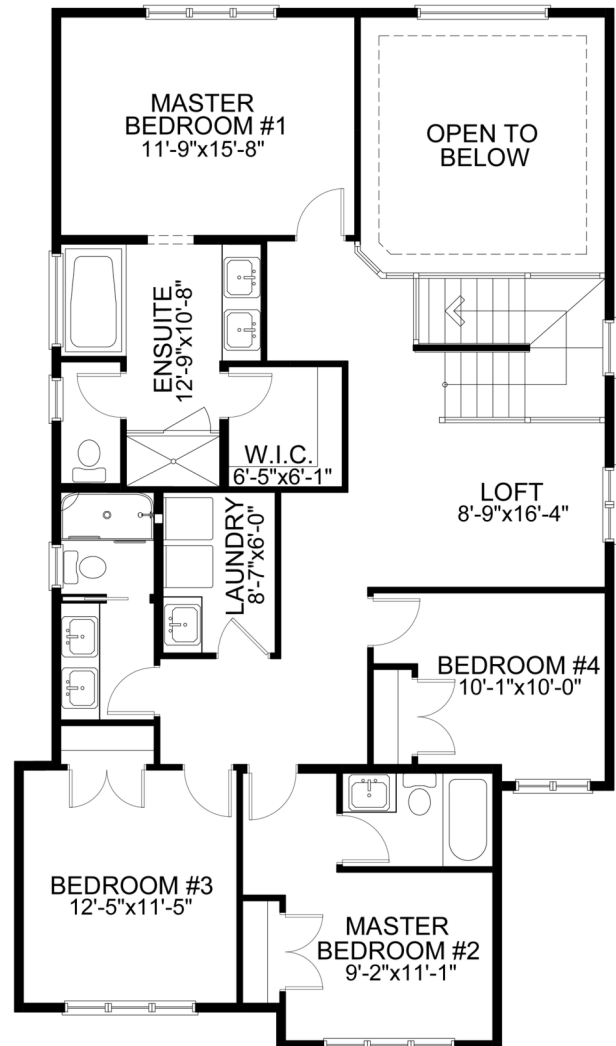 MASTER
BEDROOM #1
11'-9"x15'-8"
OPEN TO
BELOW
ENSUITE
12'-9"x10'-8"
W.I.C.
6'-5"x6'-1"
LOFT
8'-9"x16'-4"
LAUNDRY
8'-7"x6'-0"
BEDROOM #4
10'-1"x10'-0"
BEDROOM #3
12'-5"x11'-5"
MASTER
BEDROOM #2
9'-2"x11'-1"